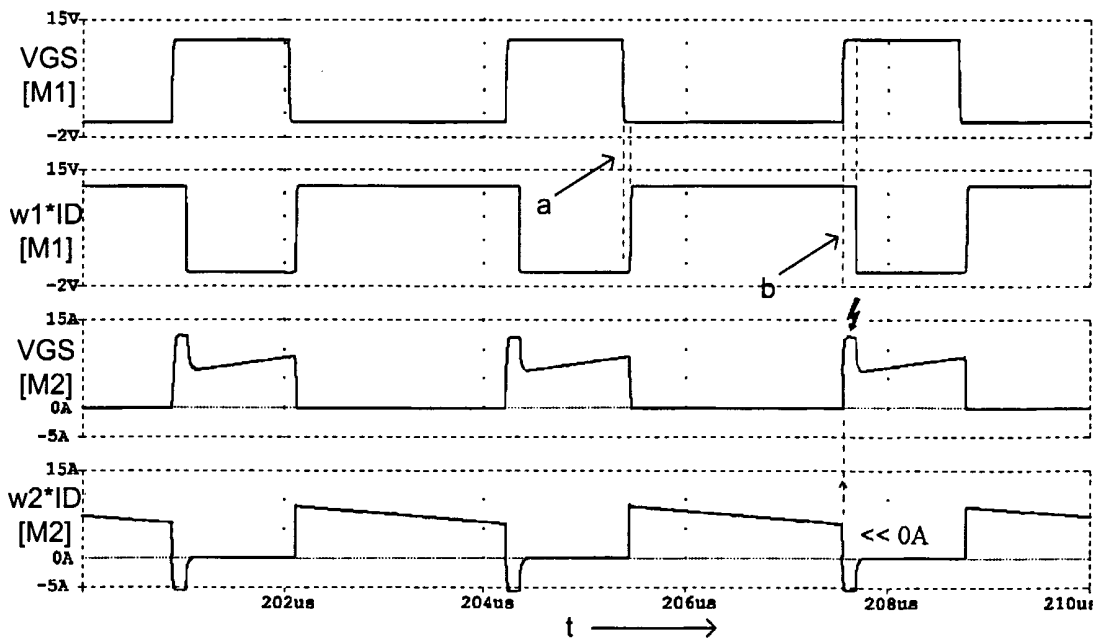 15V
VGS
[M1]
-2V
15V
w1*ID
[M1]
-2V
a
b
15A
VGS
[M2]
0A
-5A
15A
w2*ID
[M2]
0A
-5A
<< 0A
202us
204us
206us
208us
210us
t